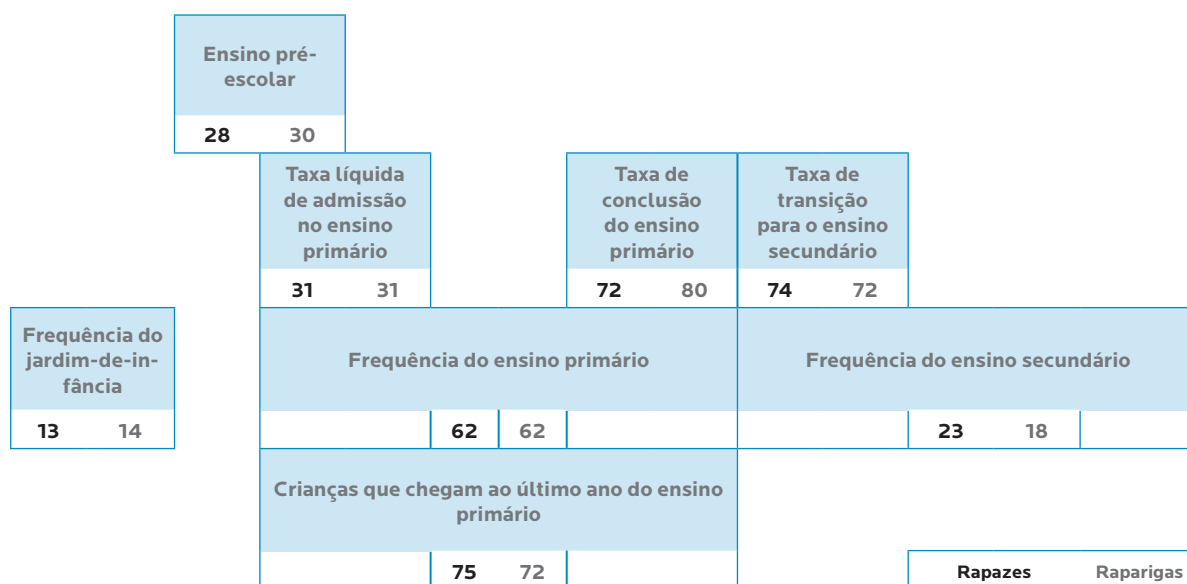 Ensino pré-
escolar
28 30
Taxa líquida
de admissão
no ensino
primário
31 31
Taxa de
conclusão
do ensino
primário
72 80
Taxa de
transição
para o ensino
secundário
74 72
Frequência do
jardim-de-in-
fância
13 14
Frequência do ensino primário
62 62
Frequência do ensino secundário
23 18
Crianças que chegam ao último ano do ensino
primário
75 72
Rapazes Raparigas